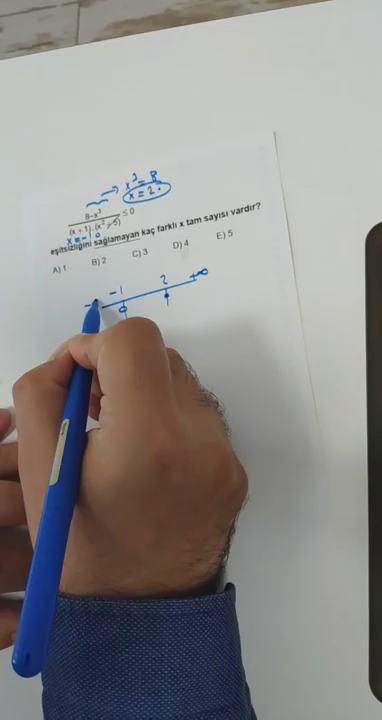 x³ = 8
x = 2.
8-x³
≤ 0
(x + 1).(x² + 5)
x = -1
eşitsizliğini sağlamayan kaç farklı x tam sayısı vardır?
A) 1 B) 2 C) 3 D) 4 E) 5
-1 2 +∞